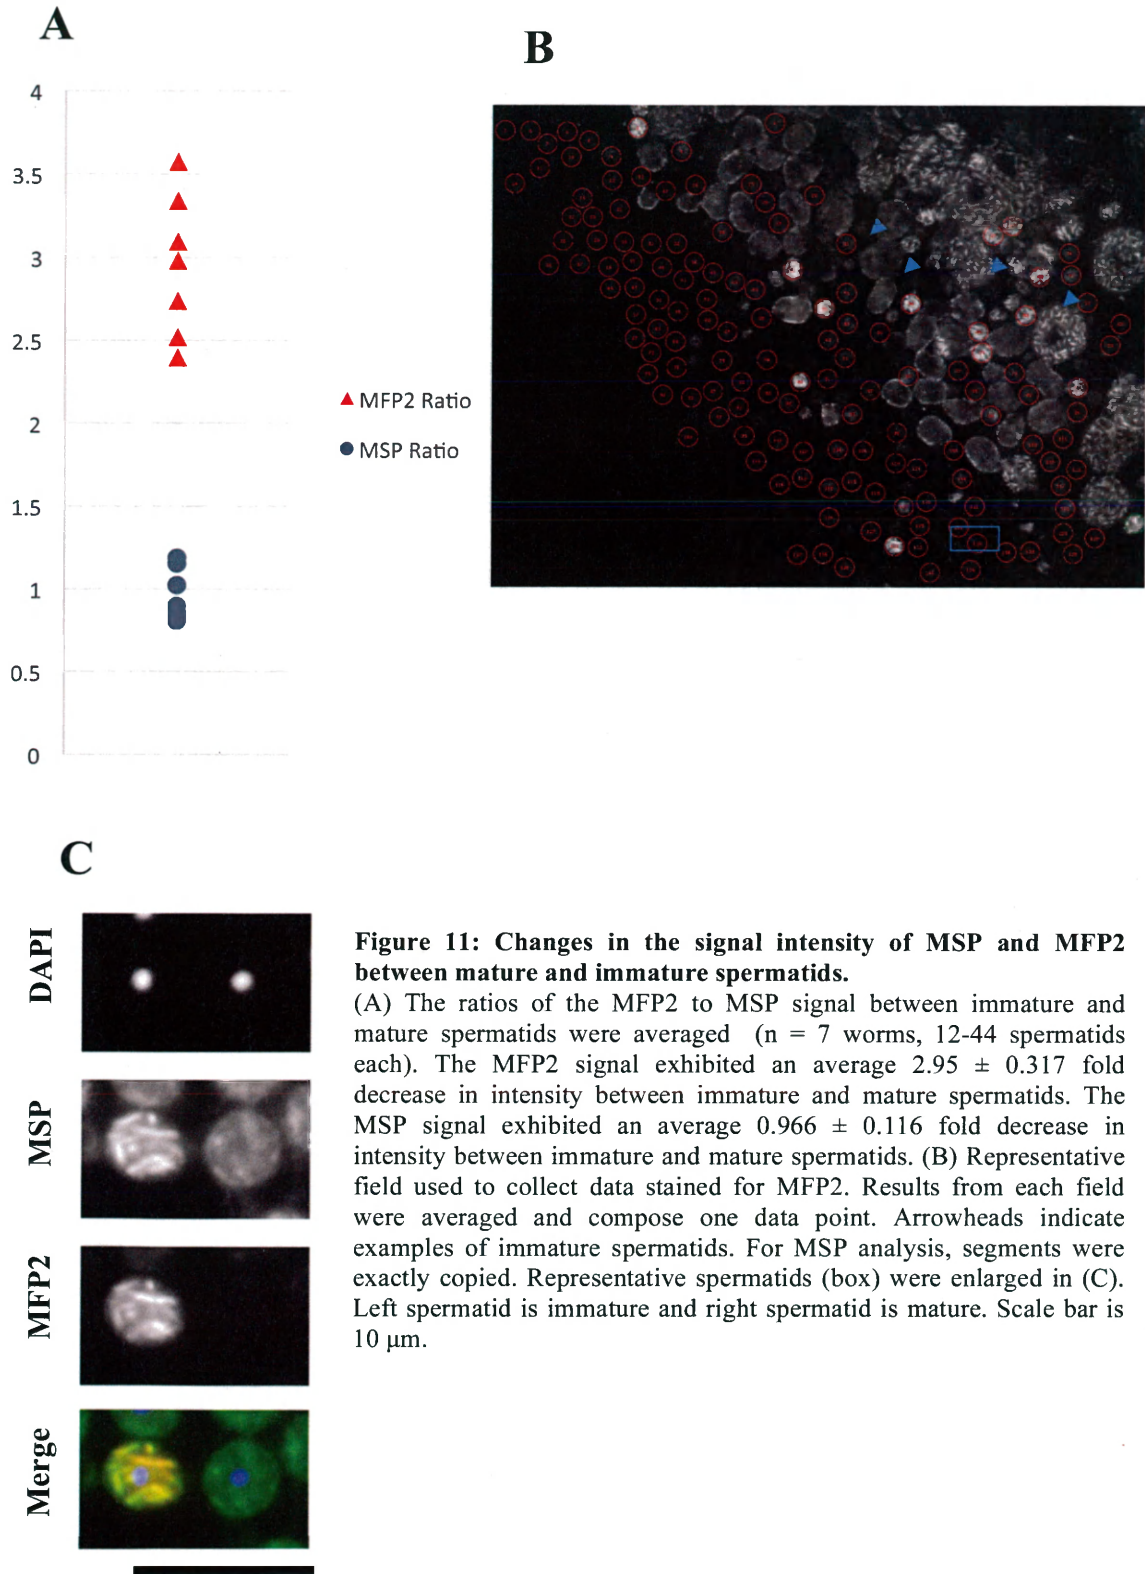 A
B
4
3.5
3
2.5
2
1.5
1
0.5
0
MFP2 Ratio
MSP Ratio
C
DAPI
MSP
MFP2
Merge
Figure 11: Changes in the signal intensity of MSP and MFP2
between mature and immature spermatids.
(A) The ratios of the MFP2 to MSP signal between immature and
mature spermatids were averaged (n = 7 worms, 12-44 spermatids
each). The MFP2 signal exhibited an average 2.95 ± 0.317 fold
decrease in intensity between immature and mature spermatids. The
MSP signal exhibited an average 0.966 ± 0.116 fold decrease in
intensity between immature and mature spermatids. (B) Representative
field used to collect data stained for MFP2. Results from each field
were averaged and compose one data point. Arrowheads indicate
examples of immature spermatids. For MSP analysis, segments were
exactly copied. Representative spermatids (box) were enlarged in (C).
Left spermatid is immature and right spermatid is mature. Scale bar is
10 μm.